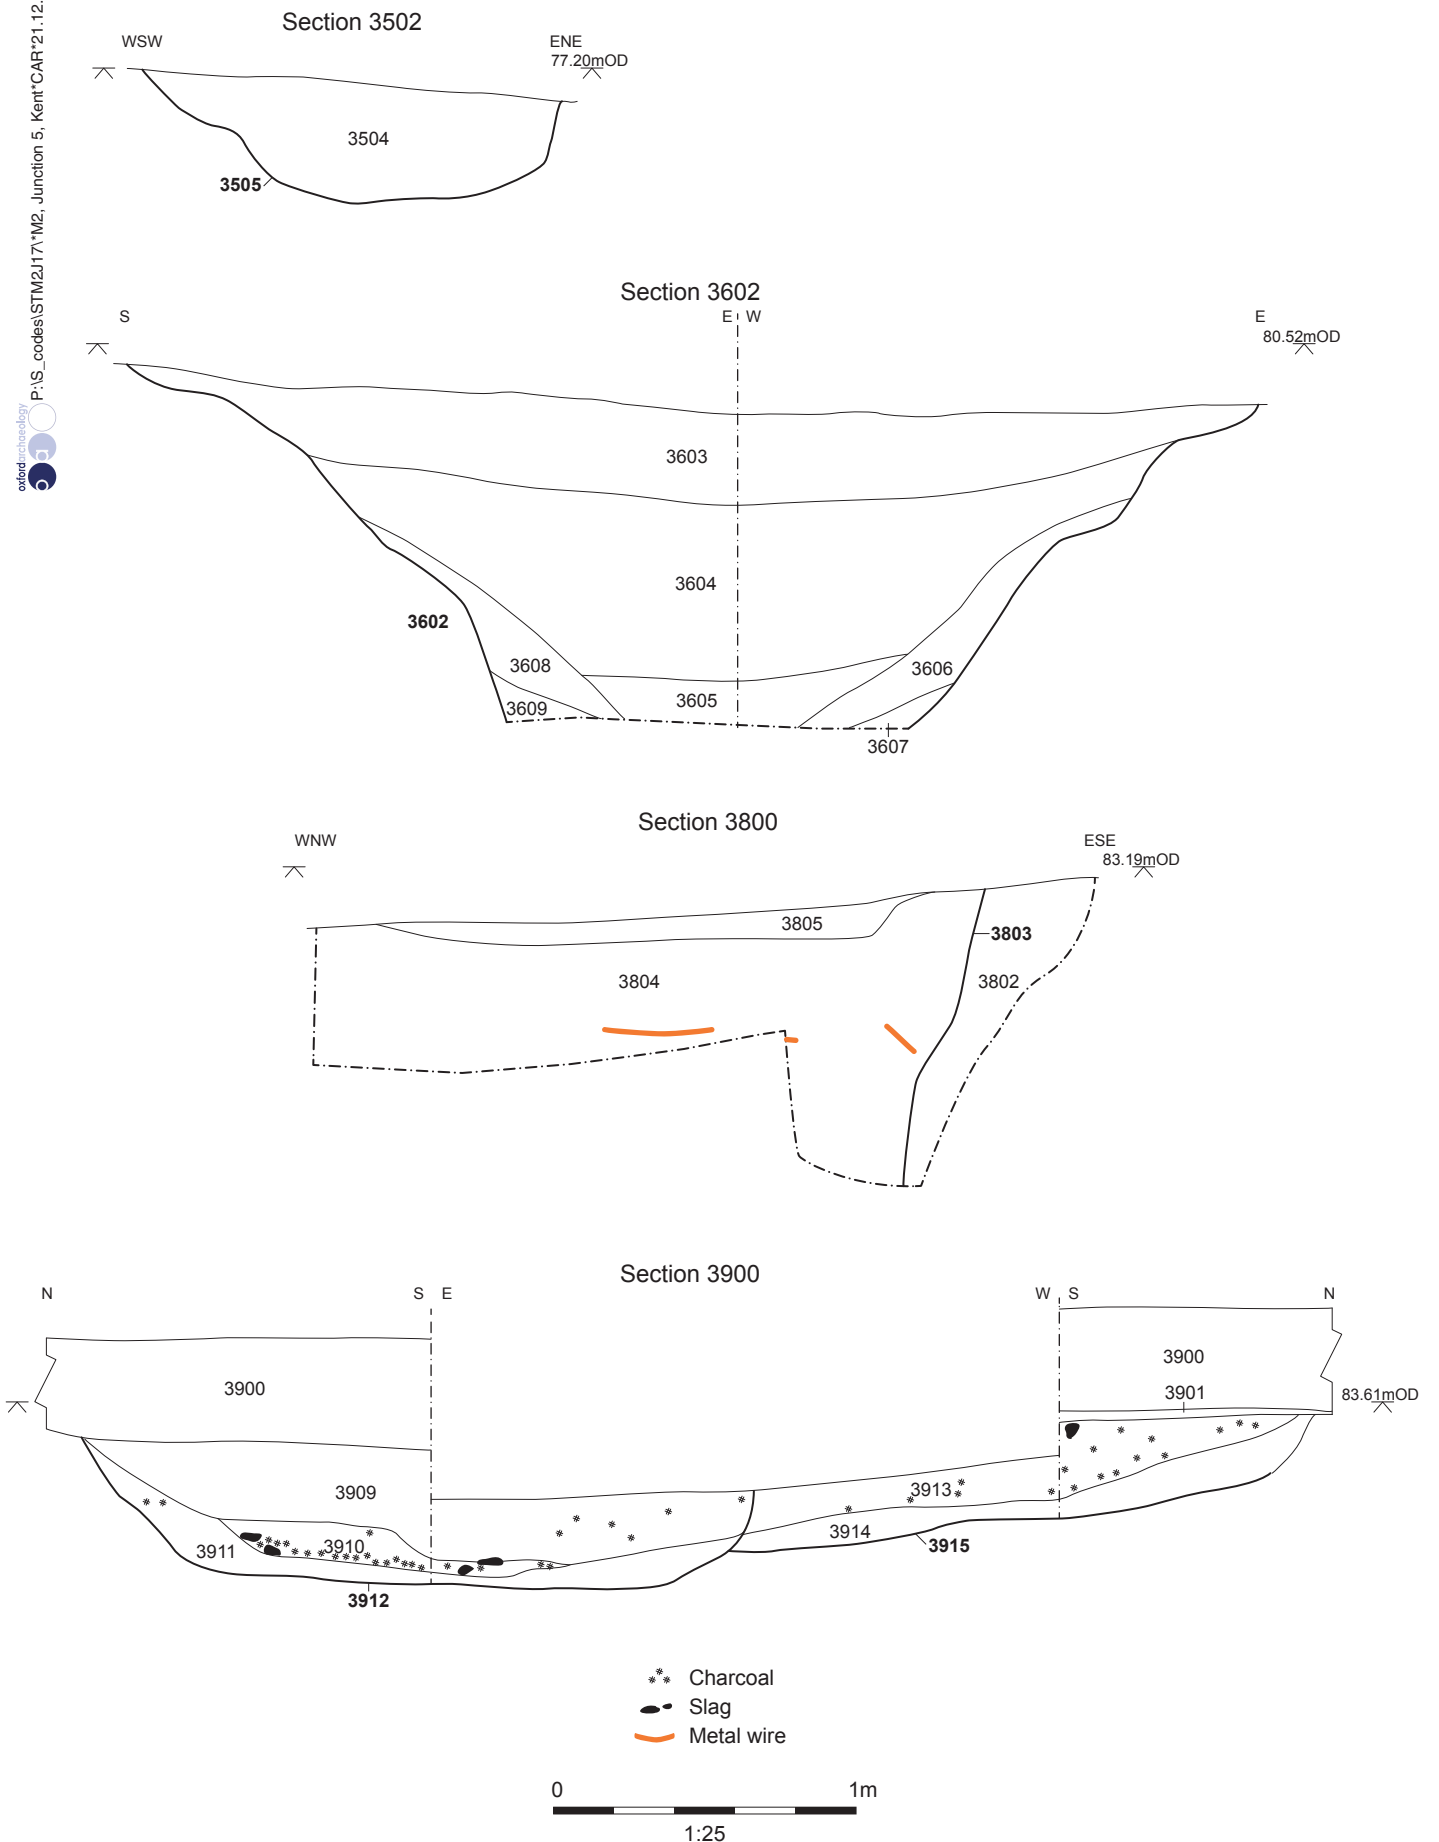 P:\S_codes\STM2J17\*M2, Junction 5, Kent*CAR*21.12.
oxfordarchaeology
Section 3502
WSW ENE
77.20mOD
3504
3505
Section 3602
S E W E
80.52mOD
3603
3604
3602
3608 3606
3605
3609
3607
Section 3800
WNW ESE
83.19mOD
3805
3803
3804 3802
Section 3900
N S E W S N
3900
3900
3901 83.61mOD
3909 3913
3914
3911 3910 3915
3912
Charcoal
Slag
Metal wire
0 1m
1:25